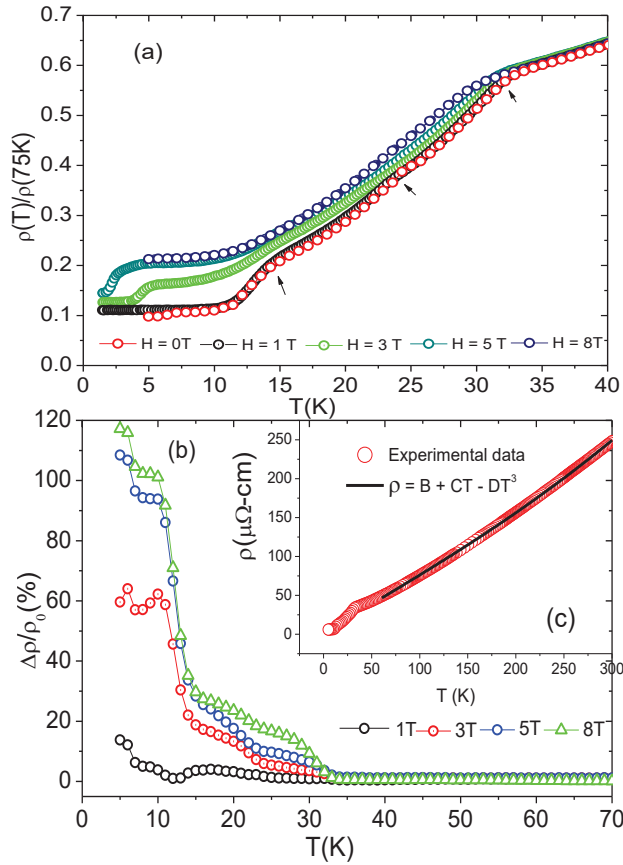 (a)
ρ(T)/ρ(75K)
0.7
0.6
0.5
0.4
0.3
0.2
0.1
0.0
0 5 10 15 20 25 30 35 40
T(K)
H = 0T H = 1 T H = 3 T H = 5 T H = 8T
(b)
Δρ/ρ₀(%)
120
100
80
60
40
20
0
0 10 20 30 40 50 60 70
T(K)
1T 3T 5T 8T
(c)
ρ(μΩ-cm)
250
200
150
100
50
0
0 50 100 150 200 250 300
T (K)
Experimental data
ρ = B + CT - DT³